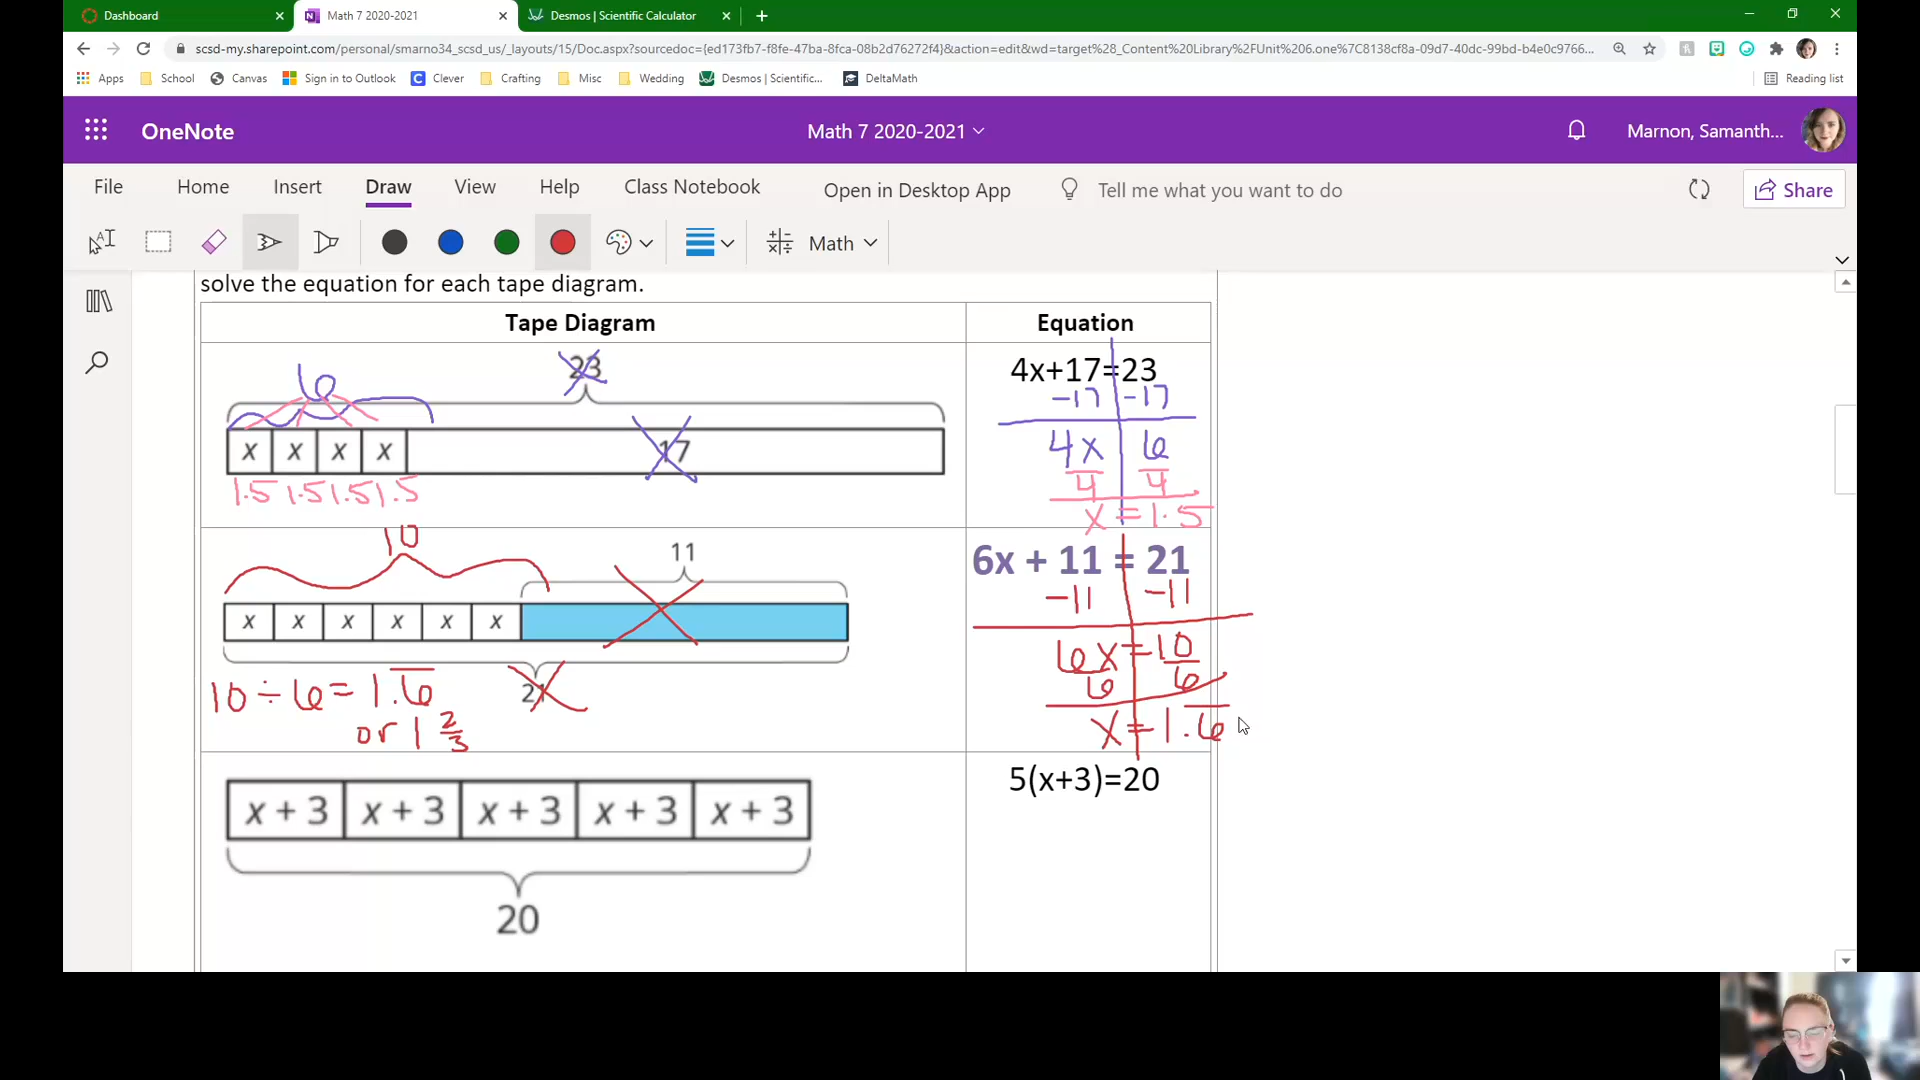 Dashboard
Math 7 2020-2021
Desmos | Scientific Calculator
scsd-my.sharepoint.com/personal/smarno34_scsd_us/_layouts/15/Doc.aspx?sourcedoc={ed173fb7-f8fe-47ba-8fca-08b2d76272f4}&action=edit&wd=target%28_Content%20Library%2FUnit%206.one%7C8138cf8a-09d7-40dc-99bd-b4e0c9766...
Apps School Canvas Sign in to Outlook Clever Crafting Misc Wedding Desmos | Scientific... DeltaMath Reading list
OneNote Math 7 2020-2021 Marnon, Samanth...
File Home Insert Draw View Help Class Notebook Open in Desktop App Tell me what you want to do Share
Math
solve the equation for each tape diagram.
Tape Diagram Equation
23
6
x x x x 17
1.5 1.5 1.5 1.5
4x+17=23
-17 -17
4x 6
4 4
x = 1.5
10
11
x x x x x x
21
10 ÷ 6 = 1.6̅
or 1 2/3
6x + 11 = 21
-11 -11
6x = 10
6 6
x = 1.6̅
x + 3 x + 3 x + 3 x + 3 x + 3
20
5(x+3)=20